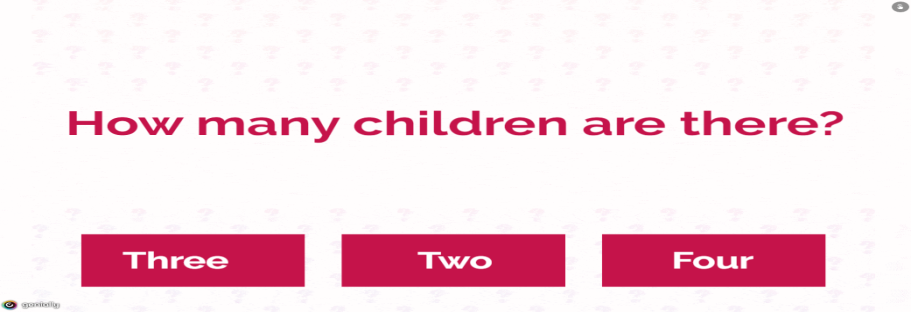 How many children are there?
Three
Two
Four
genially